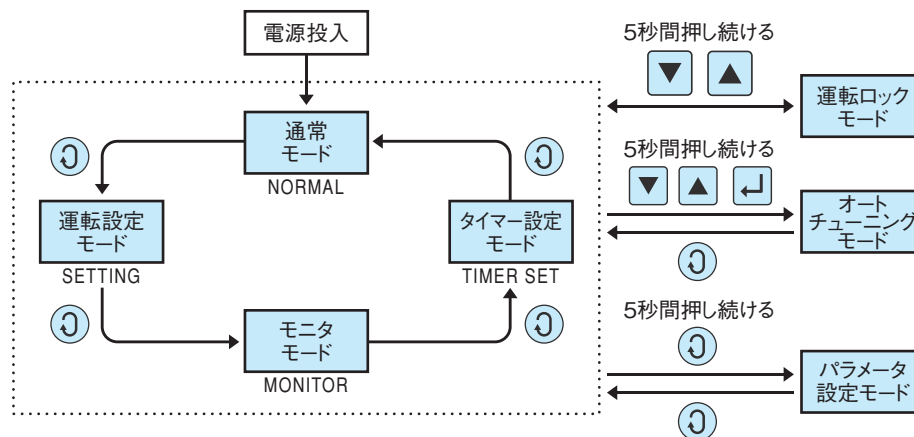 電源投入
通常
モード
NORMAL
運転設定
モード
SETTING
タイマー設定
モード
TIMER SET
モニタ
モード
MONITOR
5秒間押し続ける
運転ロック
モード
5秒間押し続ける
オート
チューニング
モード
5秒間押し続ける
パラメータ
設定モード